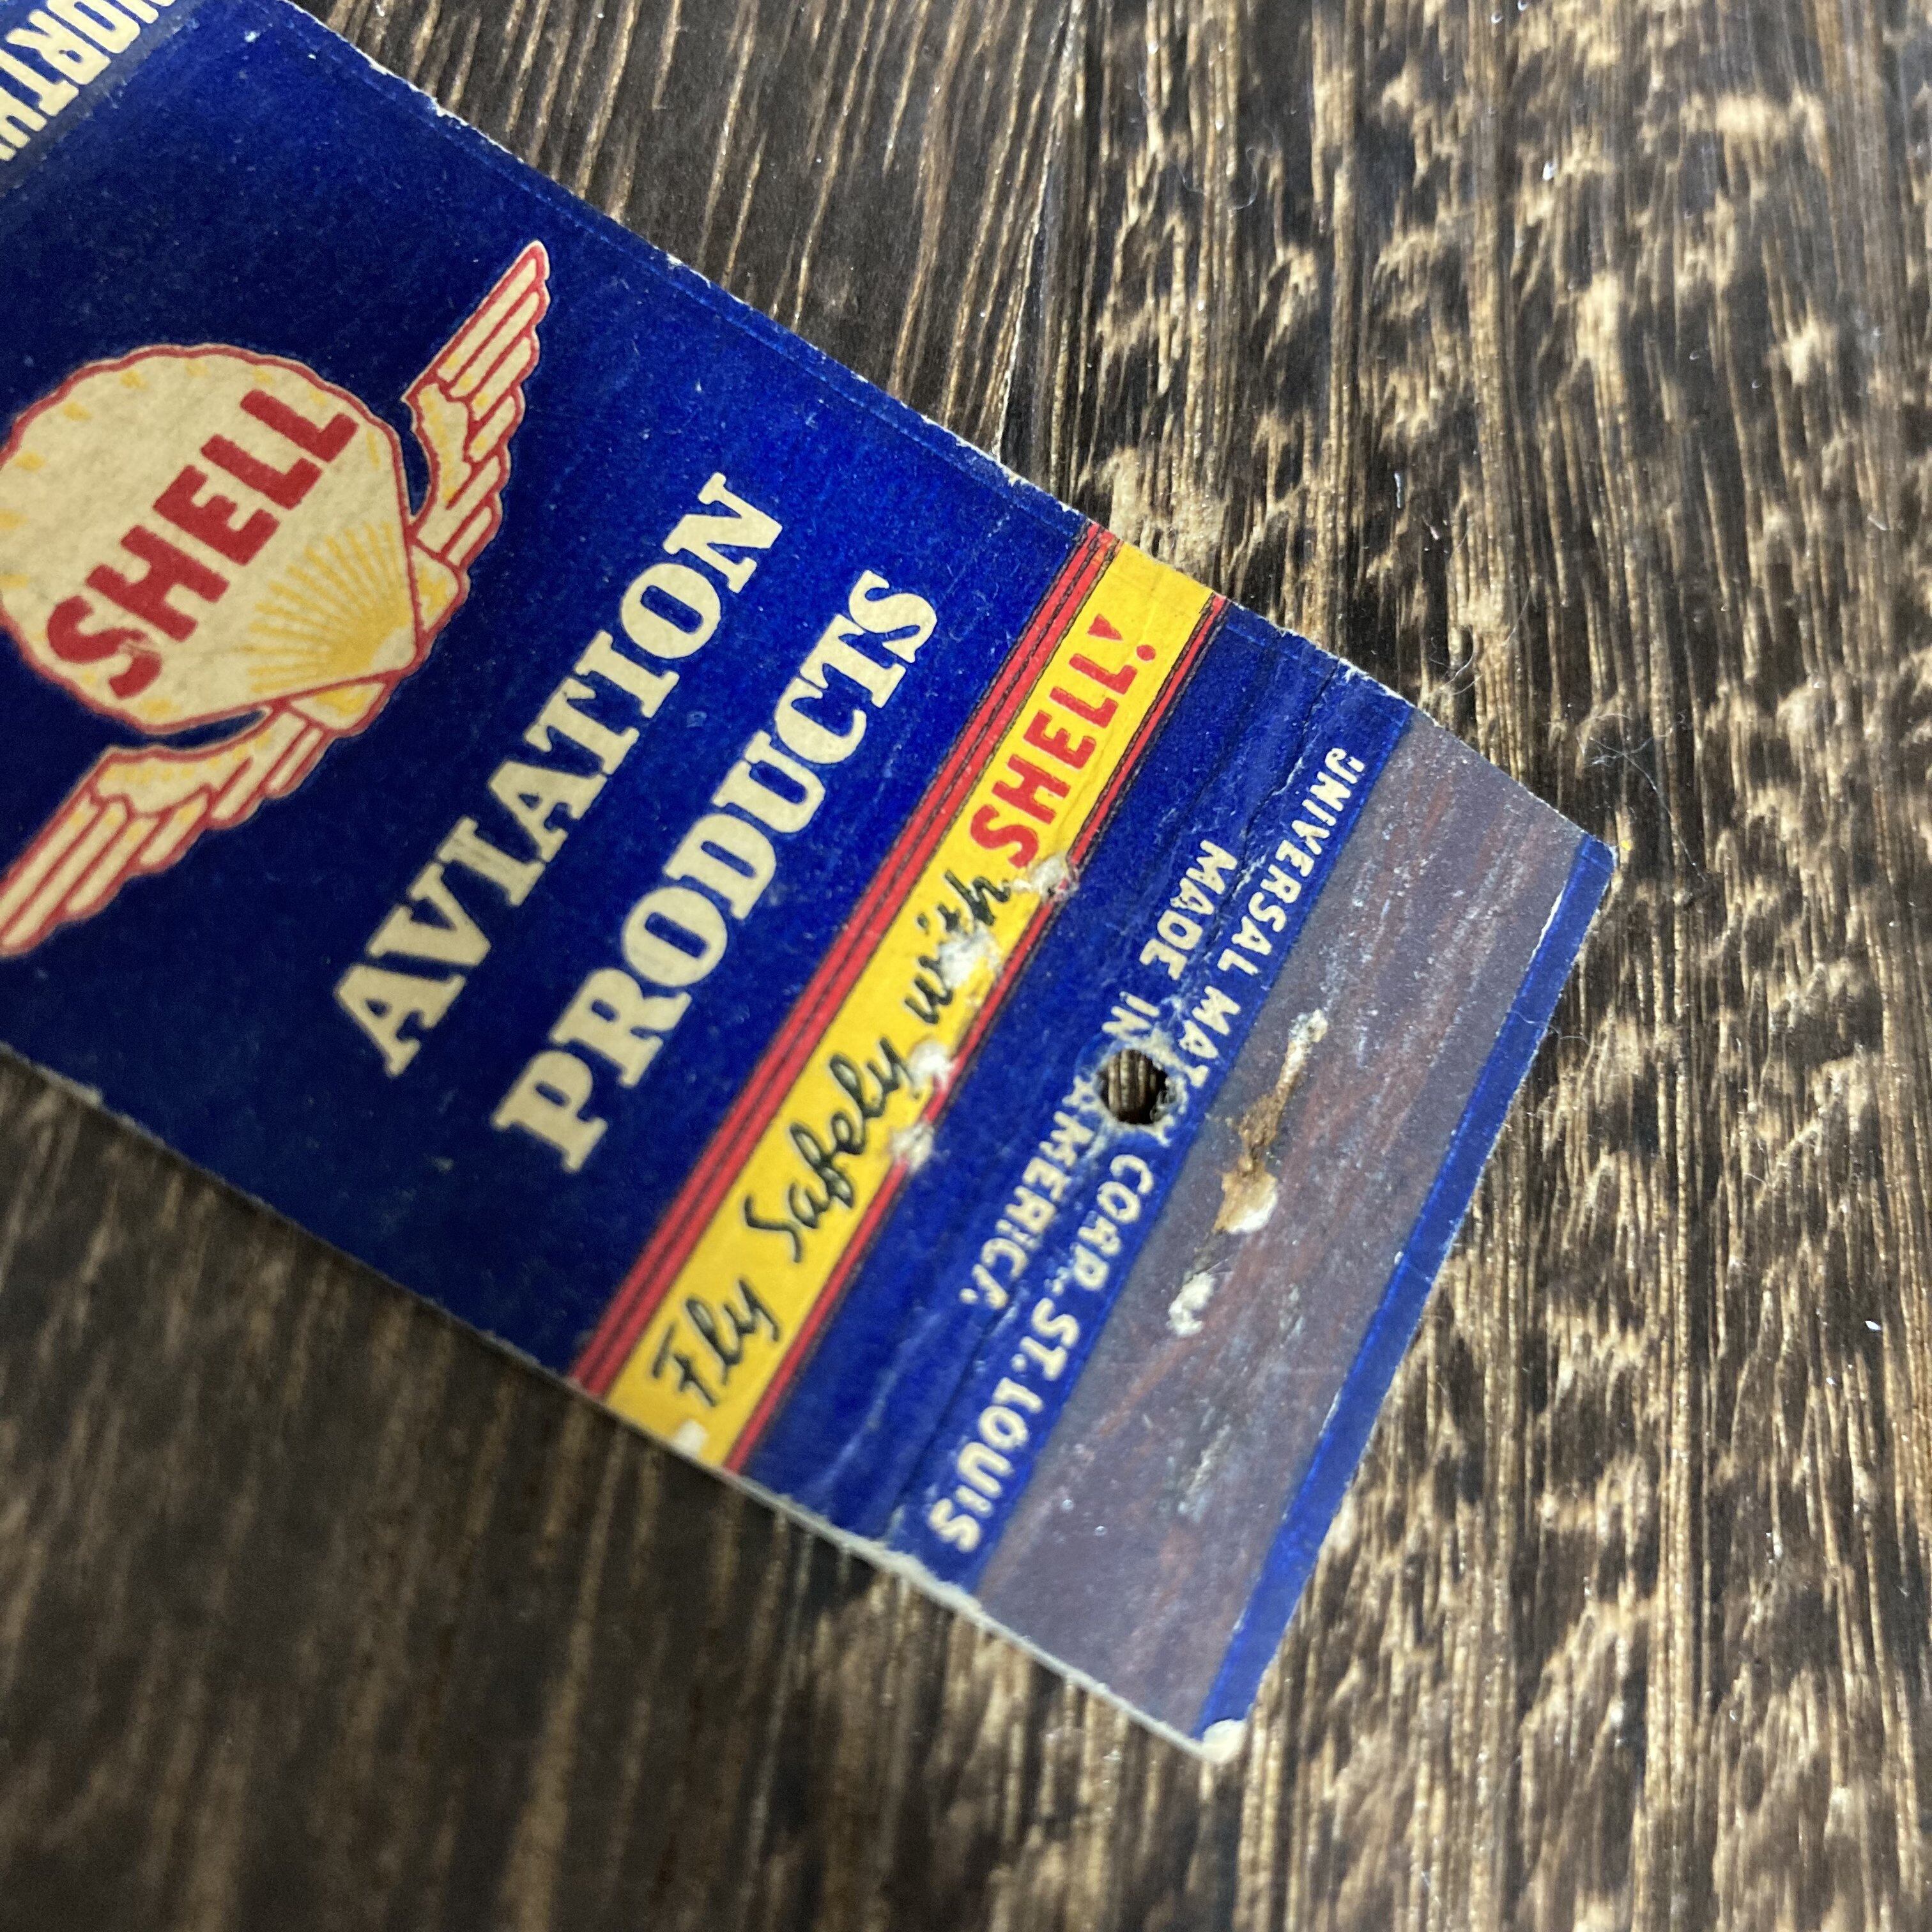 SHELL
AVIATION
PRODUCTS
Fly Safely with SHELL!
MADE IN AMERICA
UNIVERSAL MATCH CORP. ST. LOUIS